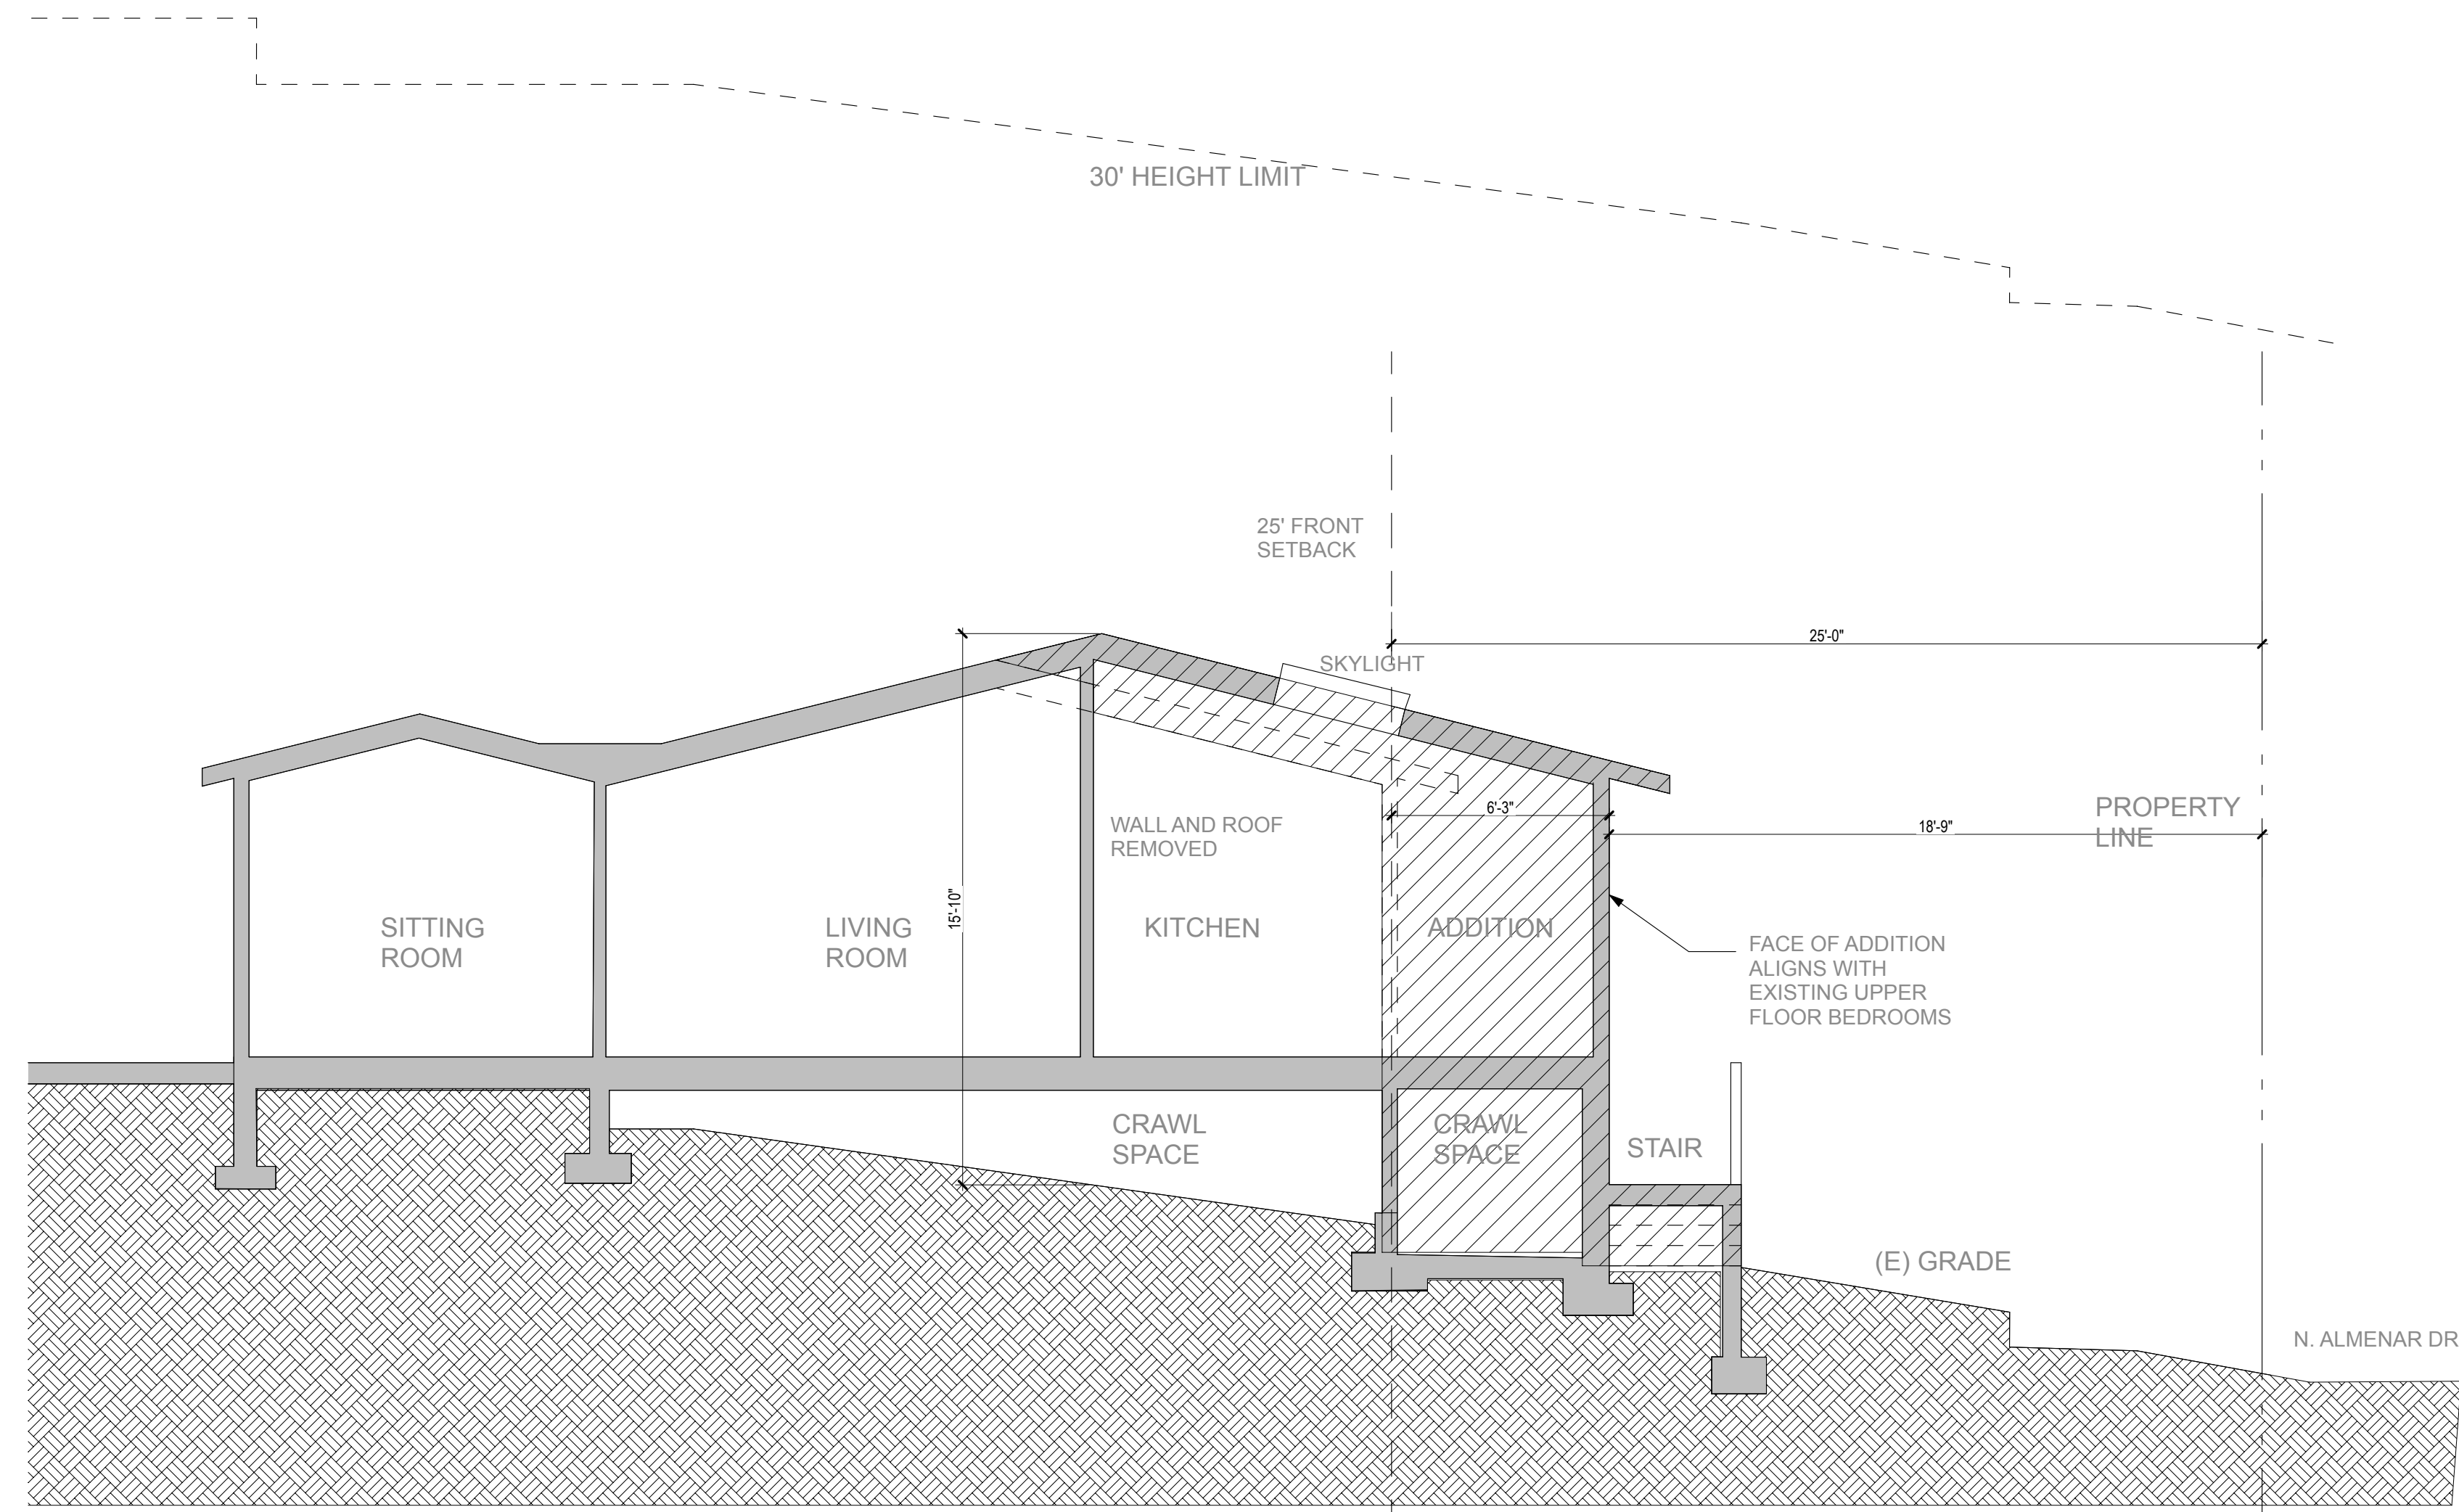 30' HEIGHT LIMIT
25' FRONT
SETBACK
25'-0"
SKYLIGHT
6'-3"
18'-9"
PROPERTY
LINE
WALL AND ROOF
REMOVED
15'-10"
SITTING
ROOM
LIVING
ROOM
KITCHEN
ADDITION
FACE OF ADDITION
ALIGNS WITH
EXISTING UPPER
FLOOR BEDROOMS
CRAWL
SPACE
CRAWL
SPACE
STAIR
(E) GRADE
N. ALMENAR DR